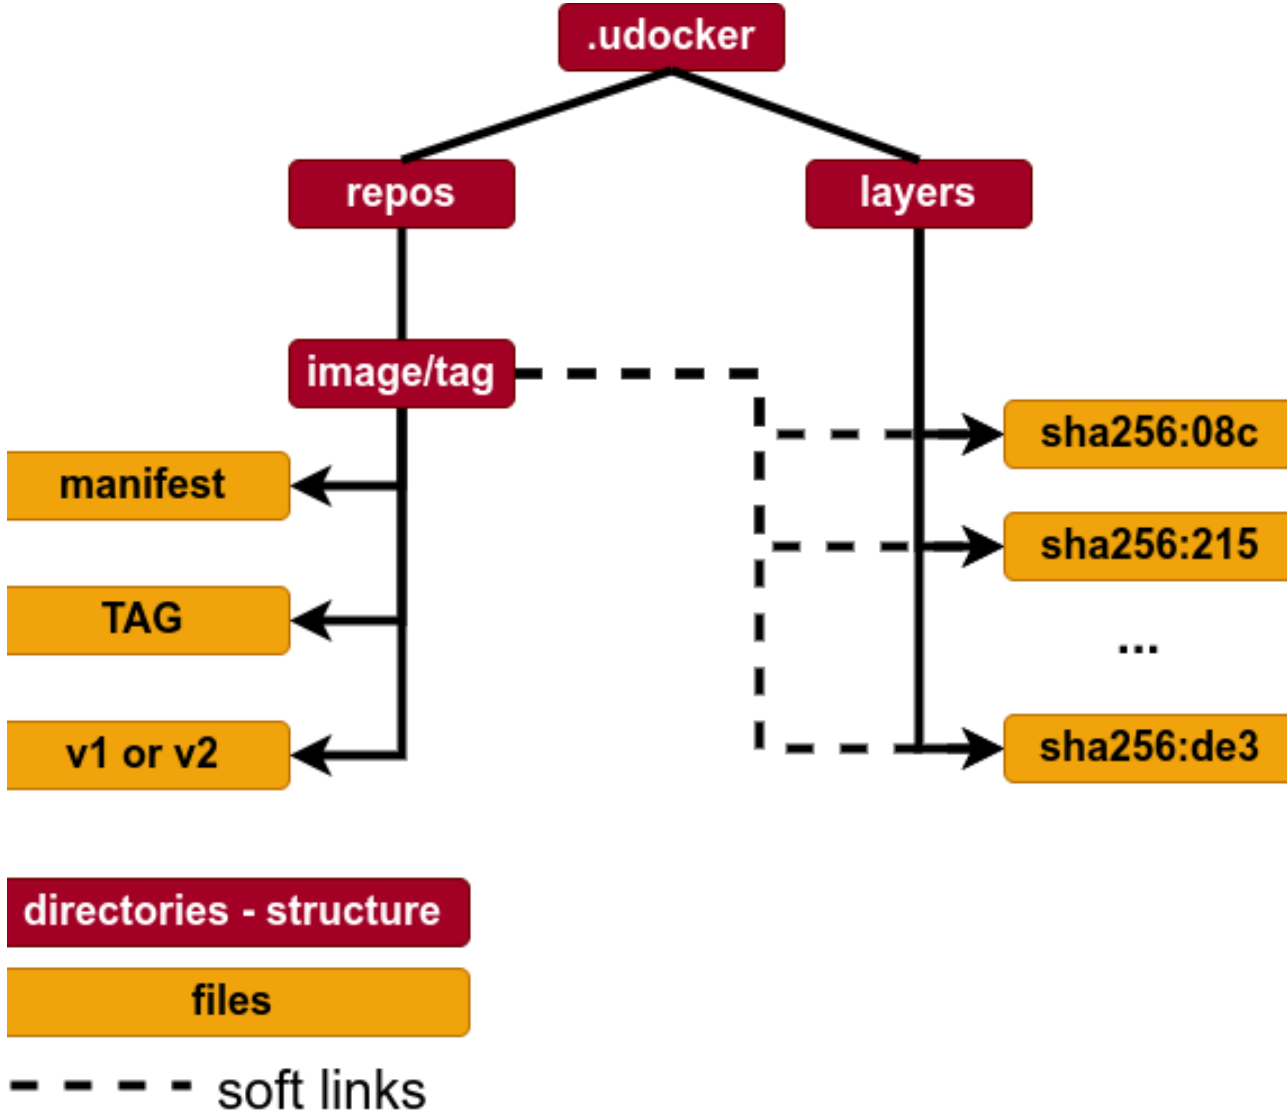 .udocker
repos
layers
image/tag
manifest
TAG
v1 or v2
sha256:08c
sha256:215
...
sha256:de3
directories - structure
files
soft links